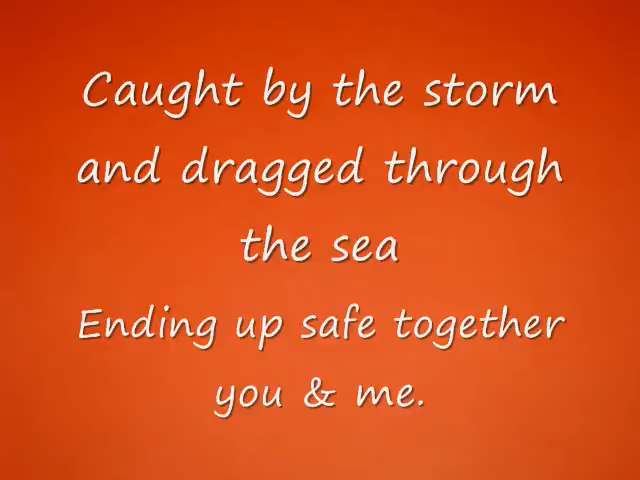 Caught by the storm
and dragged through
the sea
Ending up safe together
you & me.